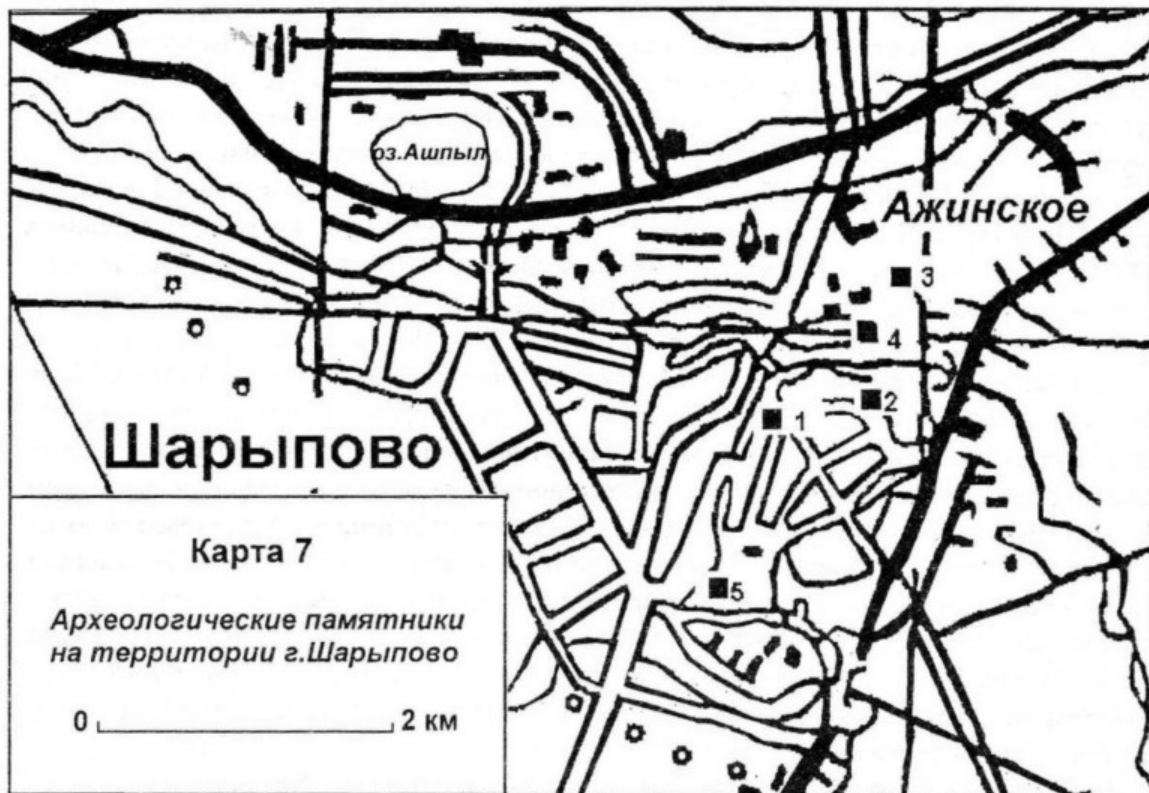 оз.Ашпыл
Ажинское
3
4
2
1
Шарыпово
5
Карта 7
Археологические памятники
на территории г.Шарыпово
0 2 км